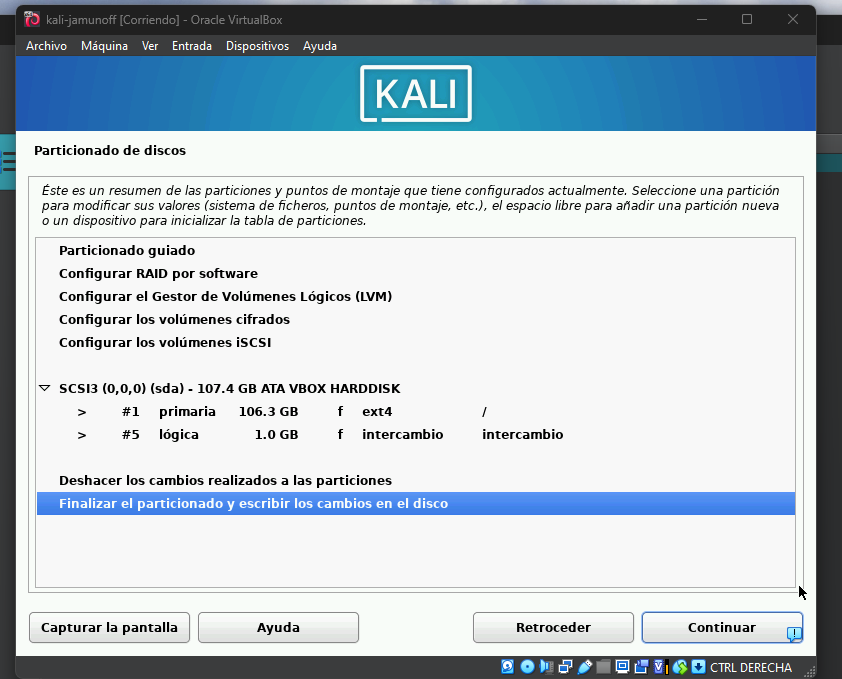 kali-jamunoff [Corriendo] - Oracle VirtualBox
Archivo Máquina Ver Entrada Dispositivos Ayuda
KALI
Particionado de discos
Éste es un resumen de las particiones y puntos de montaje que tiene configurados actualmente. Seleccione una partición
para modificar sus valores (sistema de ficheros, puntos de montaje, etc.), el espacio libre para añadir una partición nueva
o un dispositivo para inicializar la tabla de particiones.
Particionado guiado
Configurar RAID por software
Configurar el Gestor de Volúmenes Lógicos (LVM)
Configurar los volúmenes cifrados
Configurar los volúmenes iSCSI
SCSI3 (0,0,0) (sda) - 107.4 GB ATA VBOX HARDDISK
> #1 primaria 106.3 GB f ext4 /
> #5 lógica 1.0 GB f intercambio intercambio
Deshacer los cambios realizados a las particiones
Finalizar el particionado y escribir los cambios en el disco
Capturar la pantalla Ayuda Retroceder Continuar
CTRL DERECHA